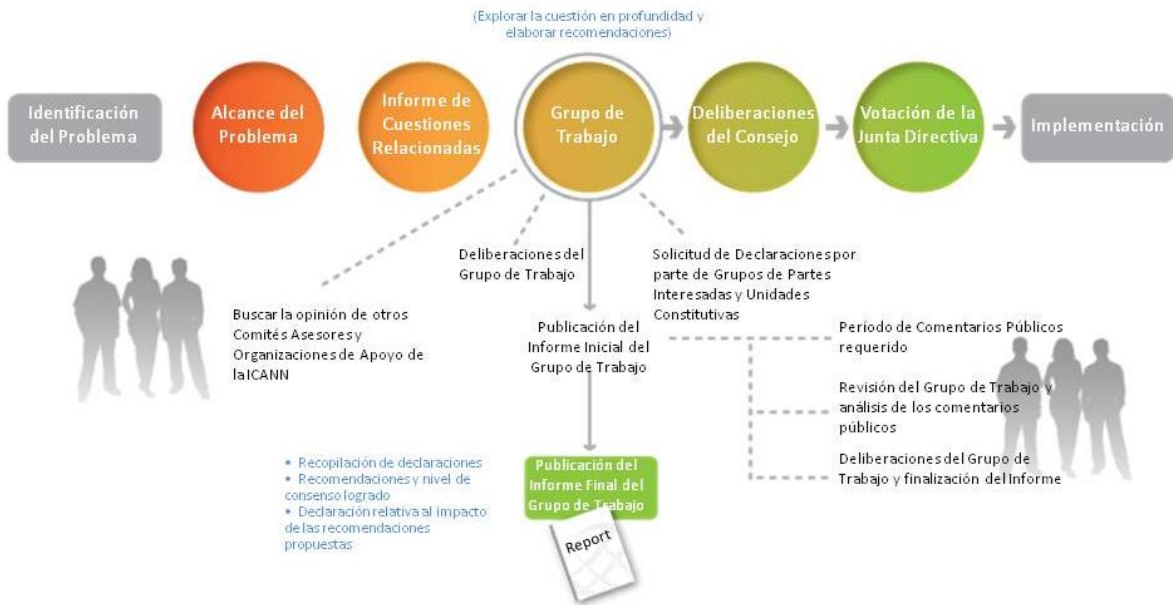 (Explorar la cuestión en profundidad y
elaborar recomendaciones)
Identificación
del Problema
Alcance del
Problema
Informe de
Cuestiones
Relacionadas
Grupo de
Trabajo
Deliberaciones
del Consejo
Votación de la
Junta Directiva
Implementación
Buscar la opinión de otros
Comités Asesores y
Organizaciones de Apoyo de
la ICANN
Deliberaciones del
Grupo de Trabajo
Solicitud de Declaraciones por
parte de Grupos de Partes
Interesadas y Unidades
Constitutivas
Publicación del
Informe Inicial del
Grupo de Trabajo
Período de Comentarios Públicos
requerido
Revisión del Grupo de Trabajo y
análisis de los comentarios
públicos
Deliberaciones del Grupo de
Trabajo y finalización del Informe
• Recopilación de declaraciones
• Recomendaciones y nivel de
consenso logrado
• Declaración relativa al impacto
de las recomendaciones
propuestas
Publicación del
Informe Final del
Grupo de Trabajo
Report